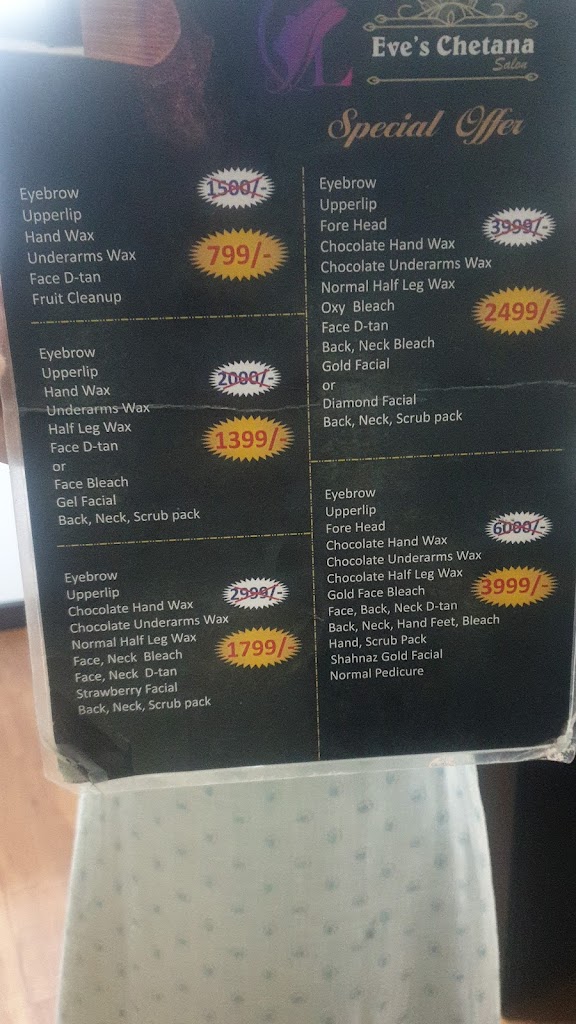 Eve's Chetana
Salon
Special Offer
Eyebrow
Upperlip
Hand Wax
Underarms Wax
Face D-tan
Fruit Cleanup
1500/-
799/-
Eyebrow
Upperlip
Hand Wax
Underarms Wax
Half Leg Wax
Face D-tan
or
Face Bleach
Gel Facial
Back, Neck, Scrub pack
2000/-
1399/-
Eyebrow
Upperlip
Chocolate Hand Wax
Chocolate Underarms Wax
Normal Half Leg Wax
Face, Neck Bleach
Face, Neck D-tan
Strawberry Facial
Back, Neck, Scrub pack
2999/-
1799/-
Eyebrow
Upperlip
Fore Head
Chocolate Hand Wax
Chocolate Underarms Wax
Normal Half Leg Wax
Oxy Bleach
Face D-tan
Back, Neck Bleach
Gold Facial
or
Diamond Facial
Back, Neck, Scrub pack
3999/-
2499/-
Eyebrow
Upperlip
Fore Head
Chocolate Hand Wax
Chocolate Underarms Wax
Chocolate Half Leg Wax
Gold Face Bleach
Face, Back, Neck D-tan
Back, Neck, Hand Feet, Bleach
Hand, Scrub Pack
Shahnaz Gold Facial
Normal Pedicure
6000/-
3999/-